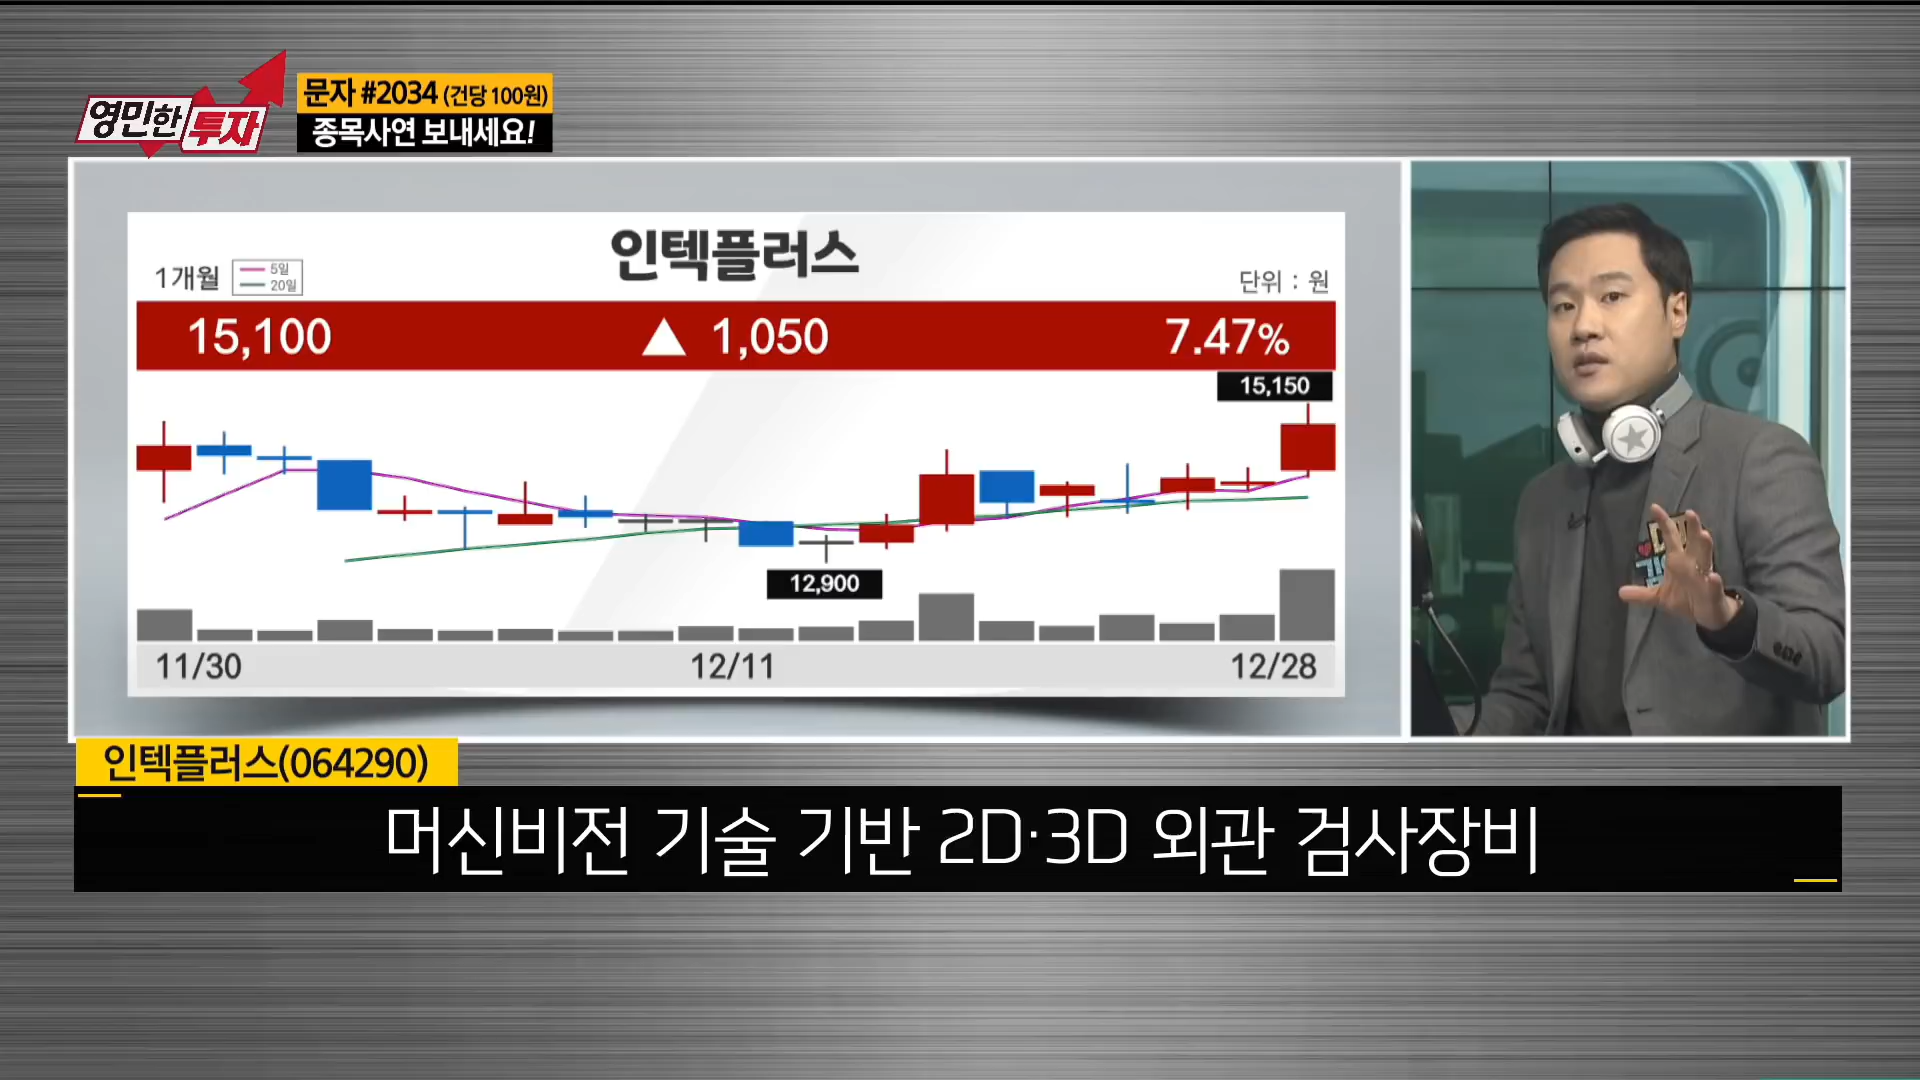 영민한 투자
문자 #2034 (건당 100원)
종목사연 보내세요!
인텍플러스
1개월
5일
20일
단위 : 원
15,100 ▲ 1,050 7.47%
15,150
12,900
11/30 12/11 12/28
인텍플러스(064290)
머신비전 기술 기반 2D·3D 외관 검사장비